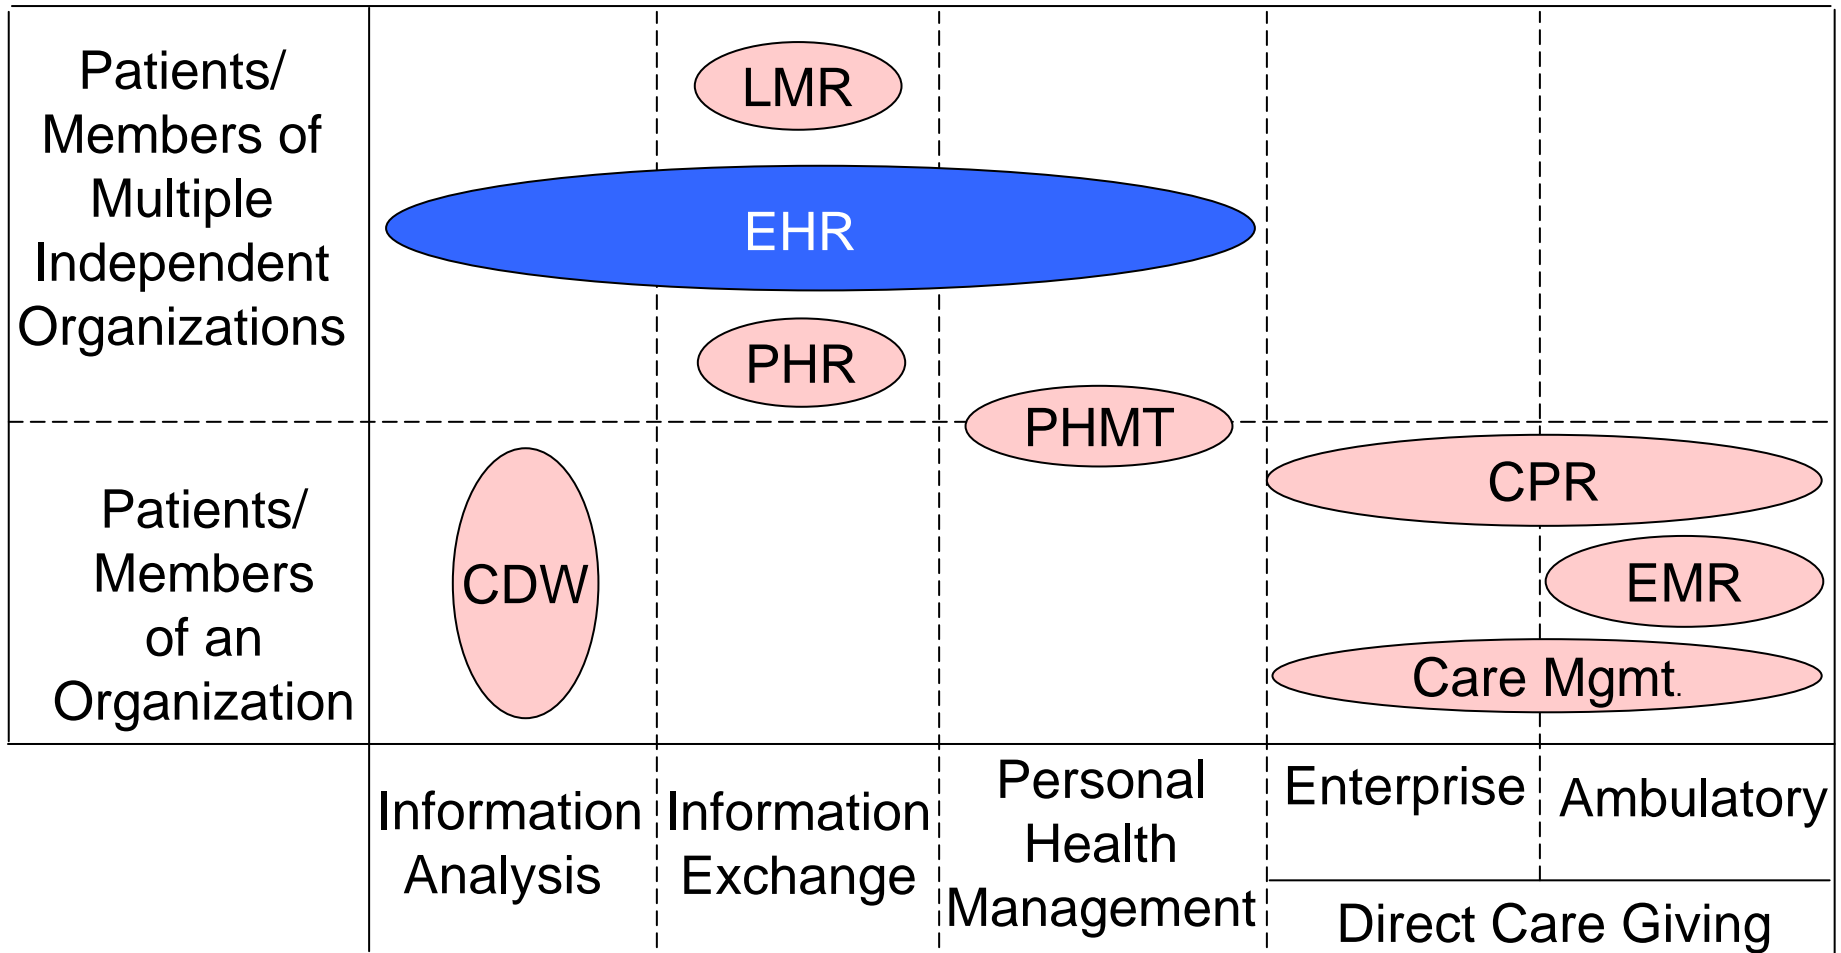 Patients/
Members of
Multiple
Independent
Organizations
LMR
EHR
PHR
PHMT
Patients/
Members
of an
Organization
CDW
CPR
EMR
Care Mgmt.
Information
Analysis
Information
Exchange
Personal
Health
Management
Enterprise
Ambulatory
Direct Care Giving